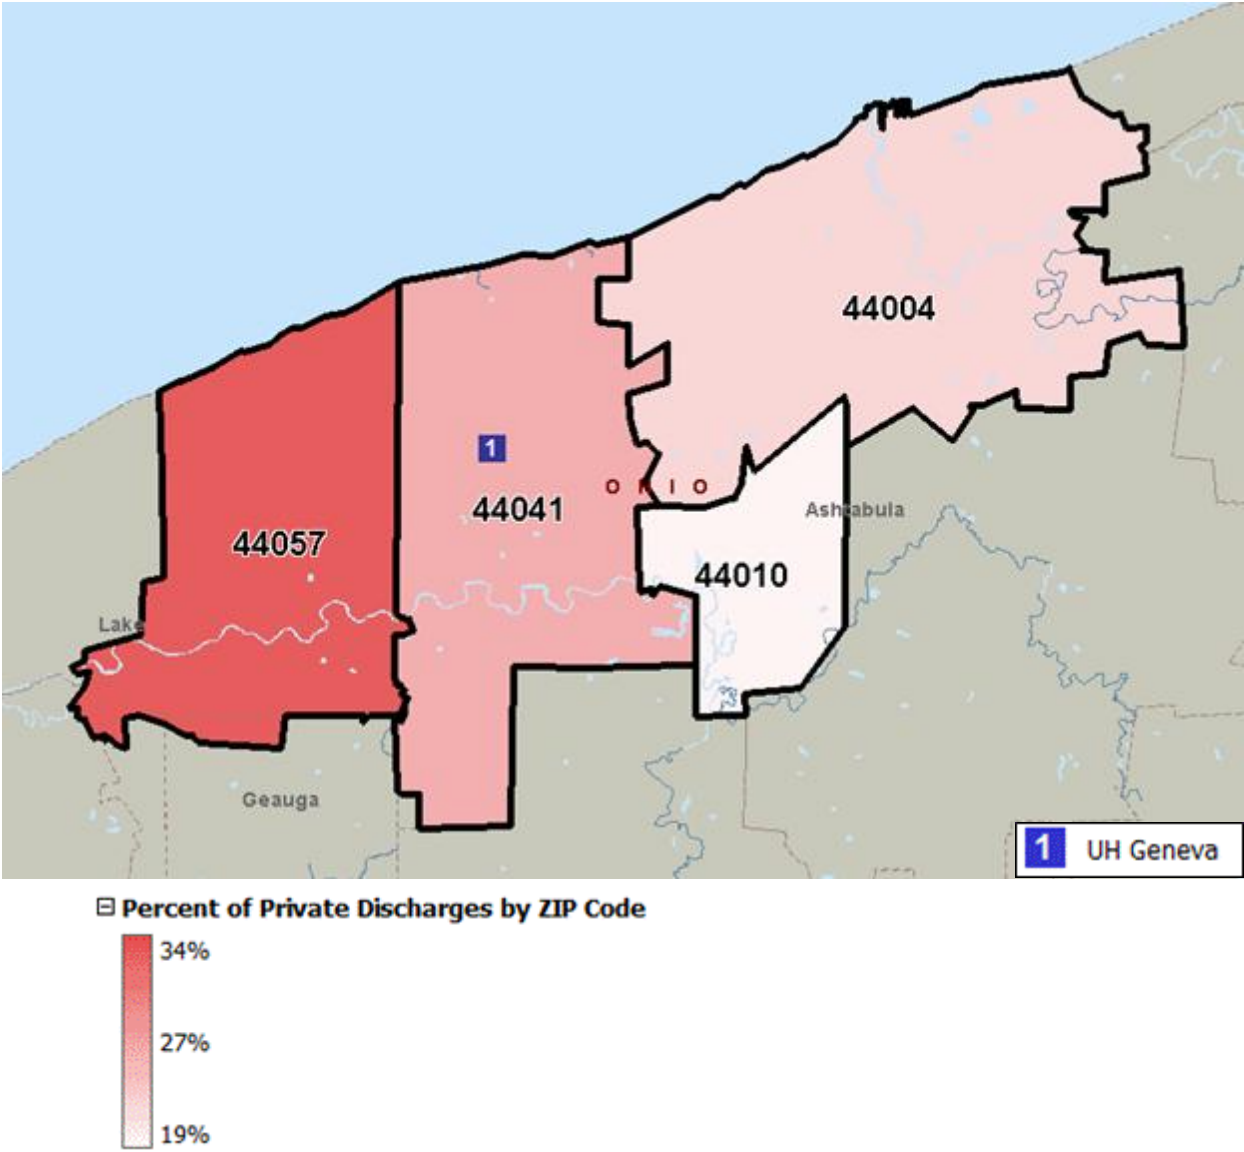 44004
1
O H I O
44041
Ashtabula
44057
44010
Lake
Geauga
1 UH Geneva
Percent of Private Discharges by ZIP Code
34%
27%
19%